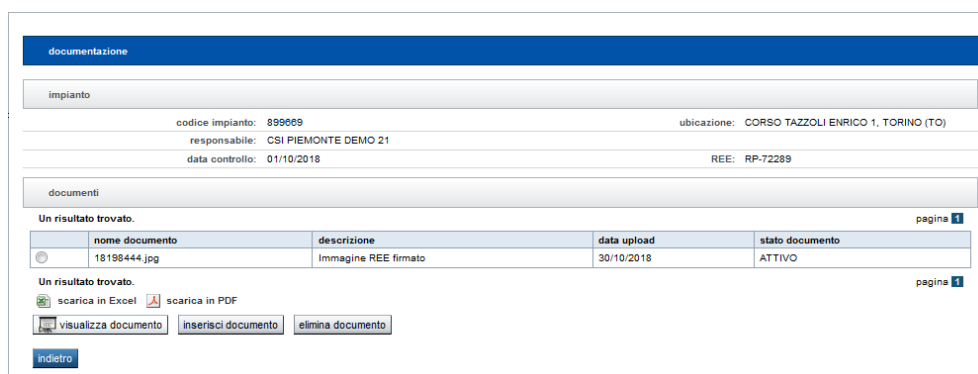 documentazione
impianto
codice impianto: 899669 ubicazione: CORSO TAZZOLI ENRICO 1, TORINO (TO)
responsabile: CSI PIEMONTE DEMO 21
data controllo: 01/10/2018 REE: RP-72289
documenti
Un risultato trovato. pagina 1
nome documento descrizione data upload stato documento
18198444.jpg Immagine REE firmato 30/10/2018 ATTIVO
Un risultato trovato. pagina 1
scarica in Excel scarica in PDF
visualizza documento inserisci documento elimina documento
indietro